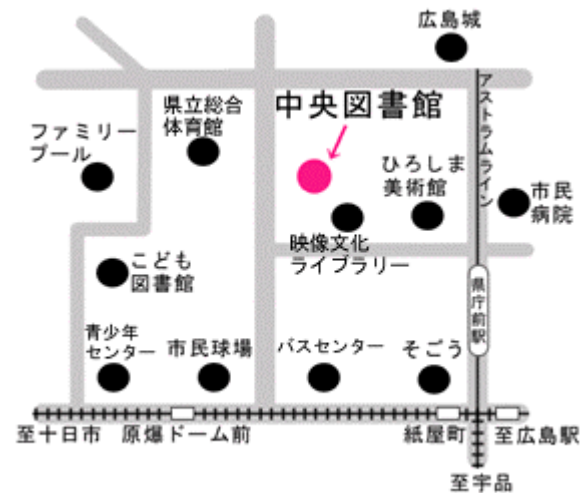 広島城
中央図書館
県立総合
体育館
ファミリー
プール
ひろしま
美術館
アストラムライン
市民
病院
映像文化
ライブラリー
こども
図書館
県庁前駅
青少年
センター
市民球場
バスセンター
そごう
至十日市
原爆ドーム前
紙屋町
至広島駅
至宇品